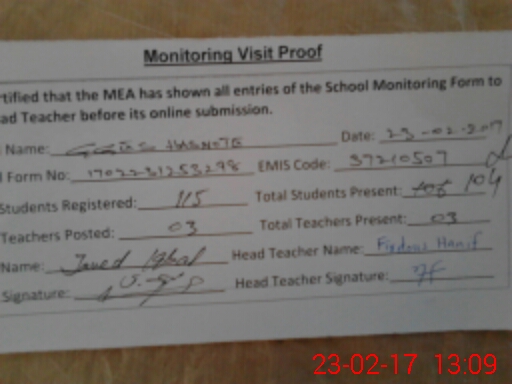 Monitoring Visit Proof
rtified that the MEA has shown all entries of the School Monitoring Form to
ad Teacher before its online submission.
Name: Date: 23-02-2017
Form No: EMIS Code: 37210507
Students Registered: 115 Total Students Present: 104
Teachers Posted: 03 Total Teachers Present: 03
Name: Javed Iqbal Head Teacher Name: Firdous Hanif
Signature: Head Teacher Signature:
23-02-17 13:09